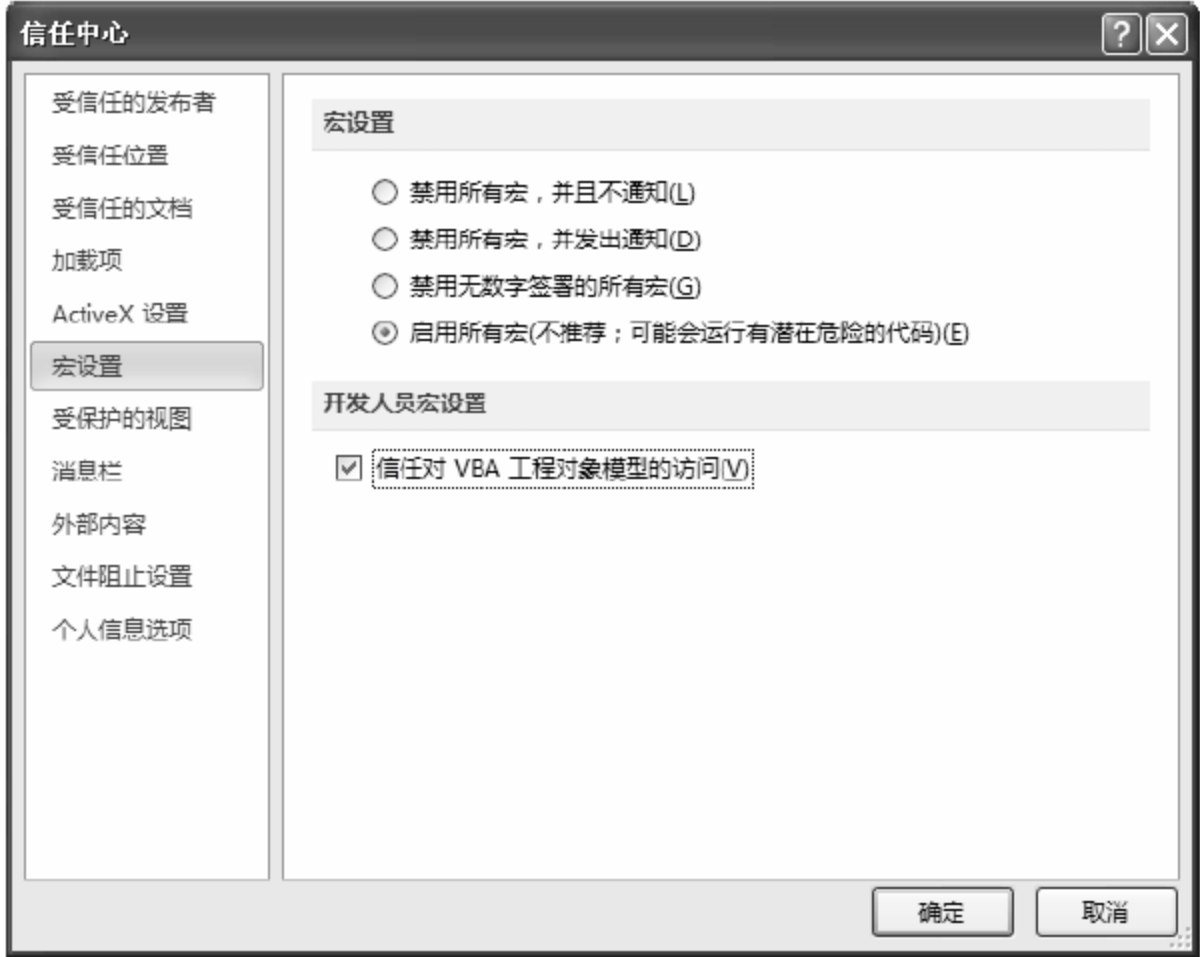 信任中心
受信任的发布者
受信任位置
受信任的文档
加载项
ActiveX 设置
宏设置
受保护的视图
消息栏
外部内容
文件阻止设置
个人信息选项
宏设置
禁用所有宏，并且不通知(L)
禁用所有宏，并发出通知(D)
禁用无数字签署的所有宏(G)
启用所有宏(不推荐；可能会运行有潜在危险的代码)(E)
开发人员宏设置
信任对 VBA 工程对象模型的访问(V)
确定
取消